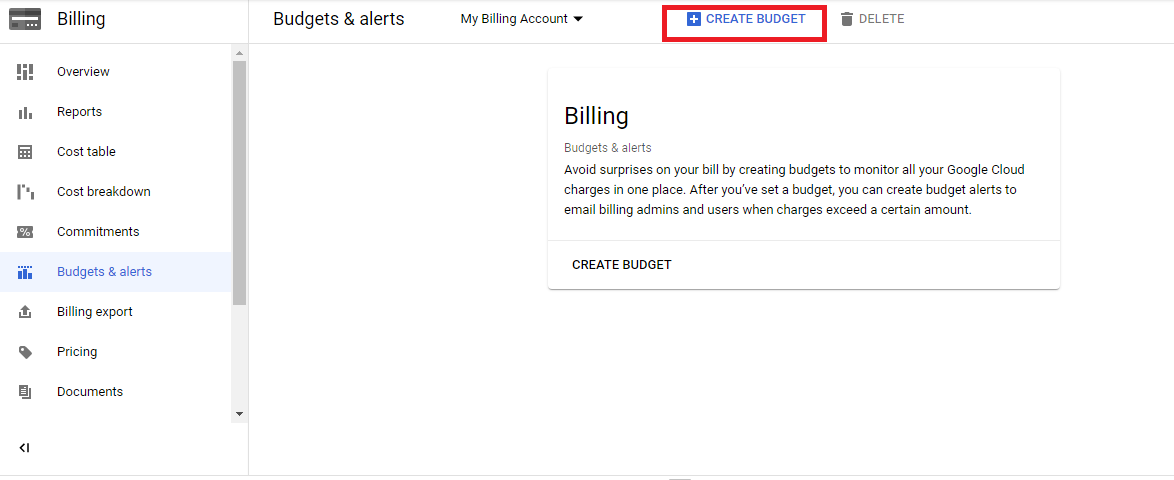 Billing
Budgets & alerts
My Billing Account
CREATE BUDGET
DELETE
Overview
Reports
Cost table
Cost breakdown
Commitments
Budgets & alerts
Billing export
Pricing
Documents
Billing
Budgets & alerts
Avoid surprises on your bill by creating budgets to monitor all your Google Cloud
charges in one place. After you’ve set a budget, you can create budget alerts to
email billing admins and users when charges exceed a certain amount.
CREATE BUDGET